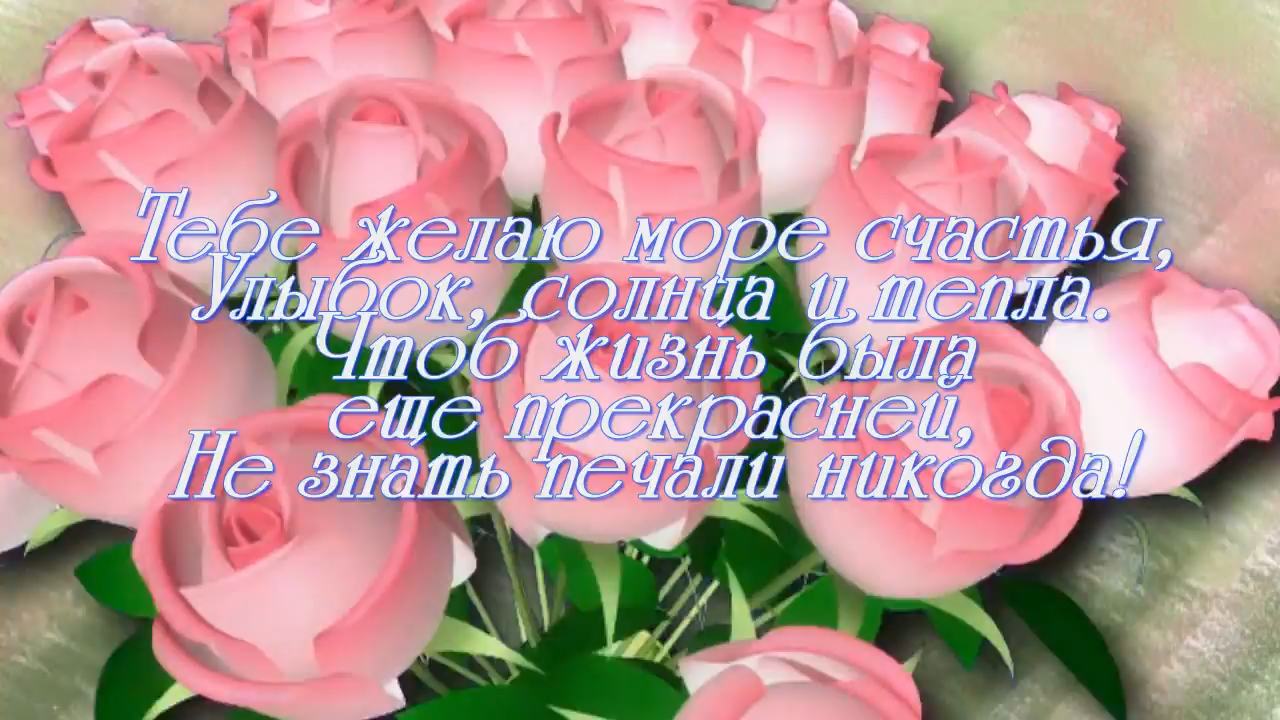 Тебе желаю море счастья,
Улыбок, солнца и тепла.
Чтоб жизнь была
еще прекрасней,
Не знать печали никогда!